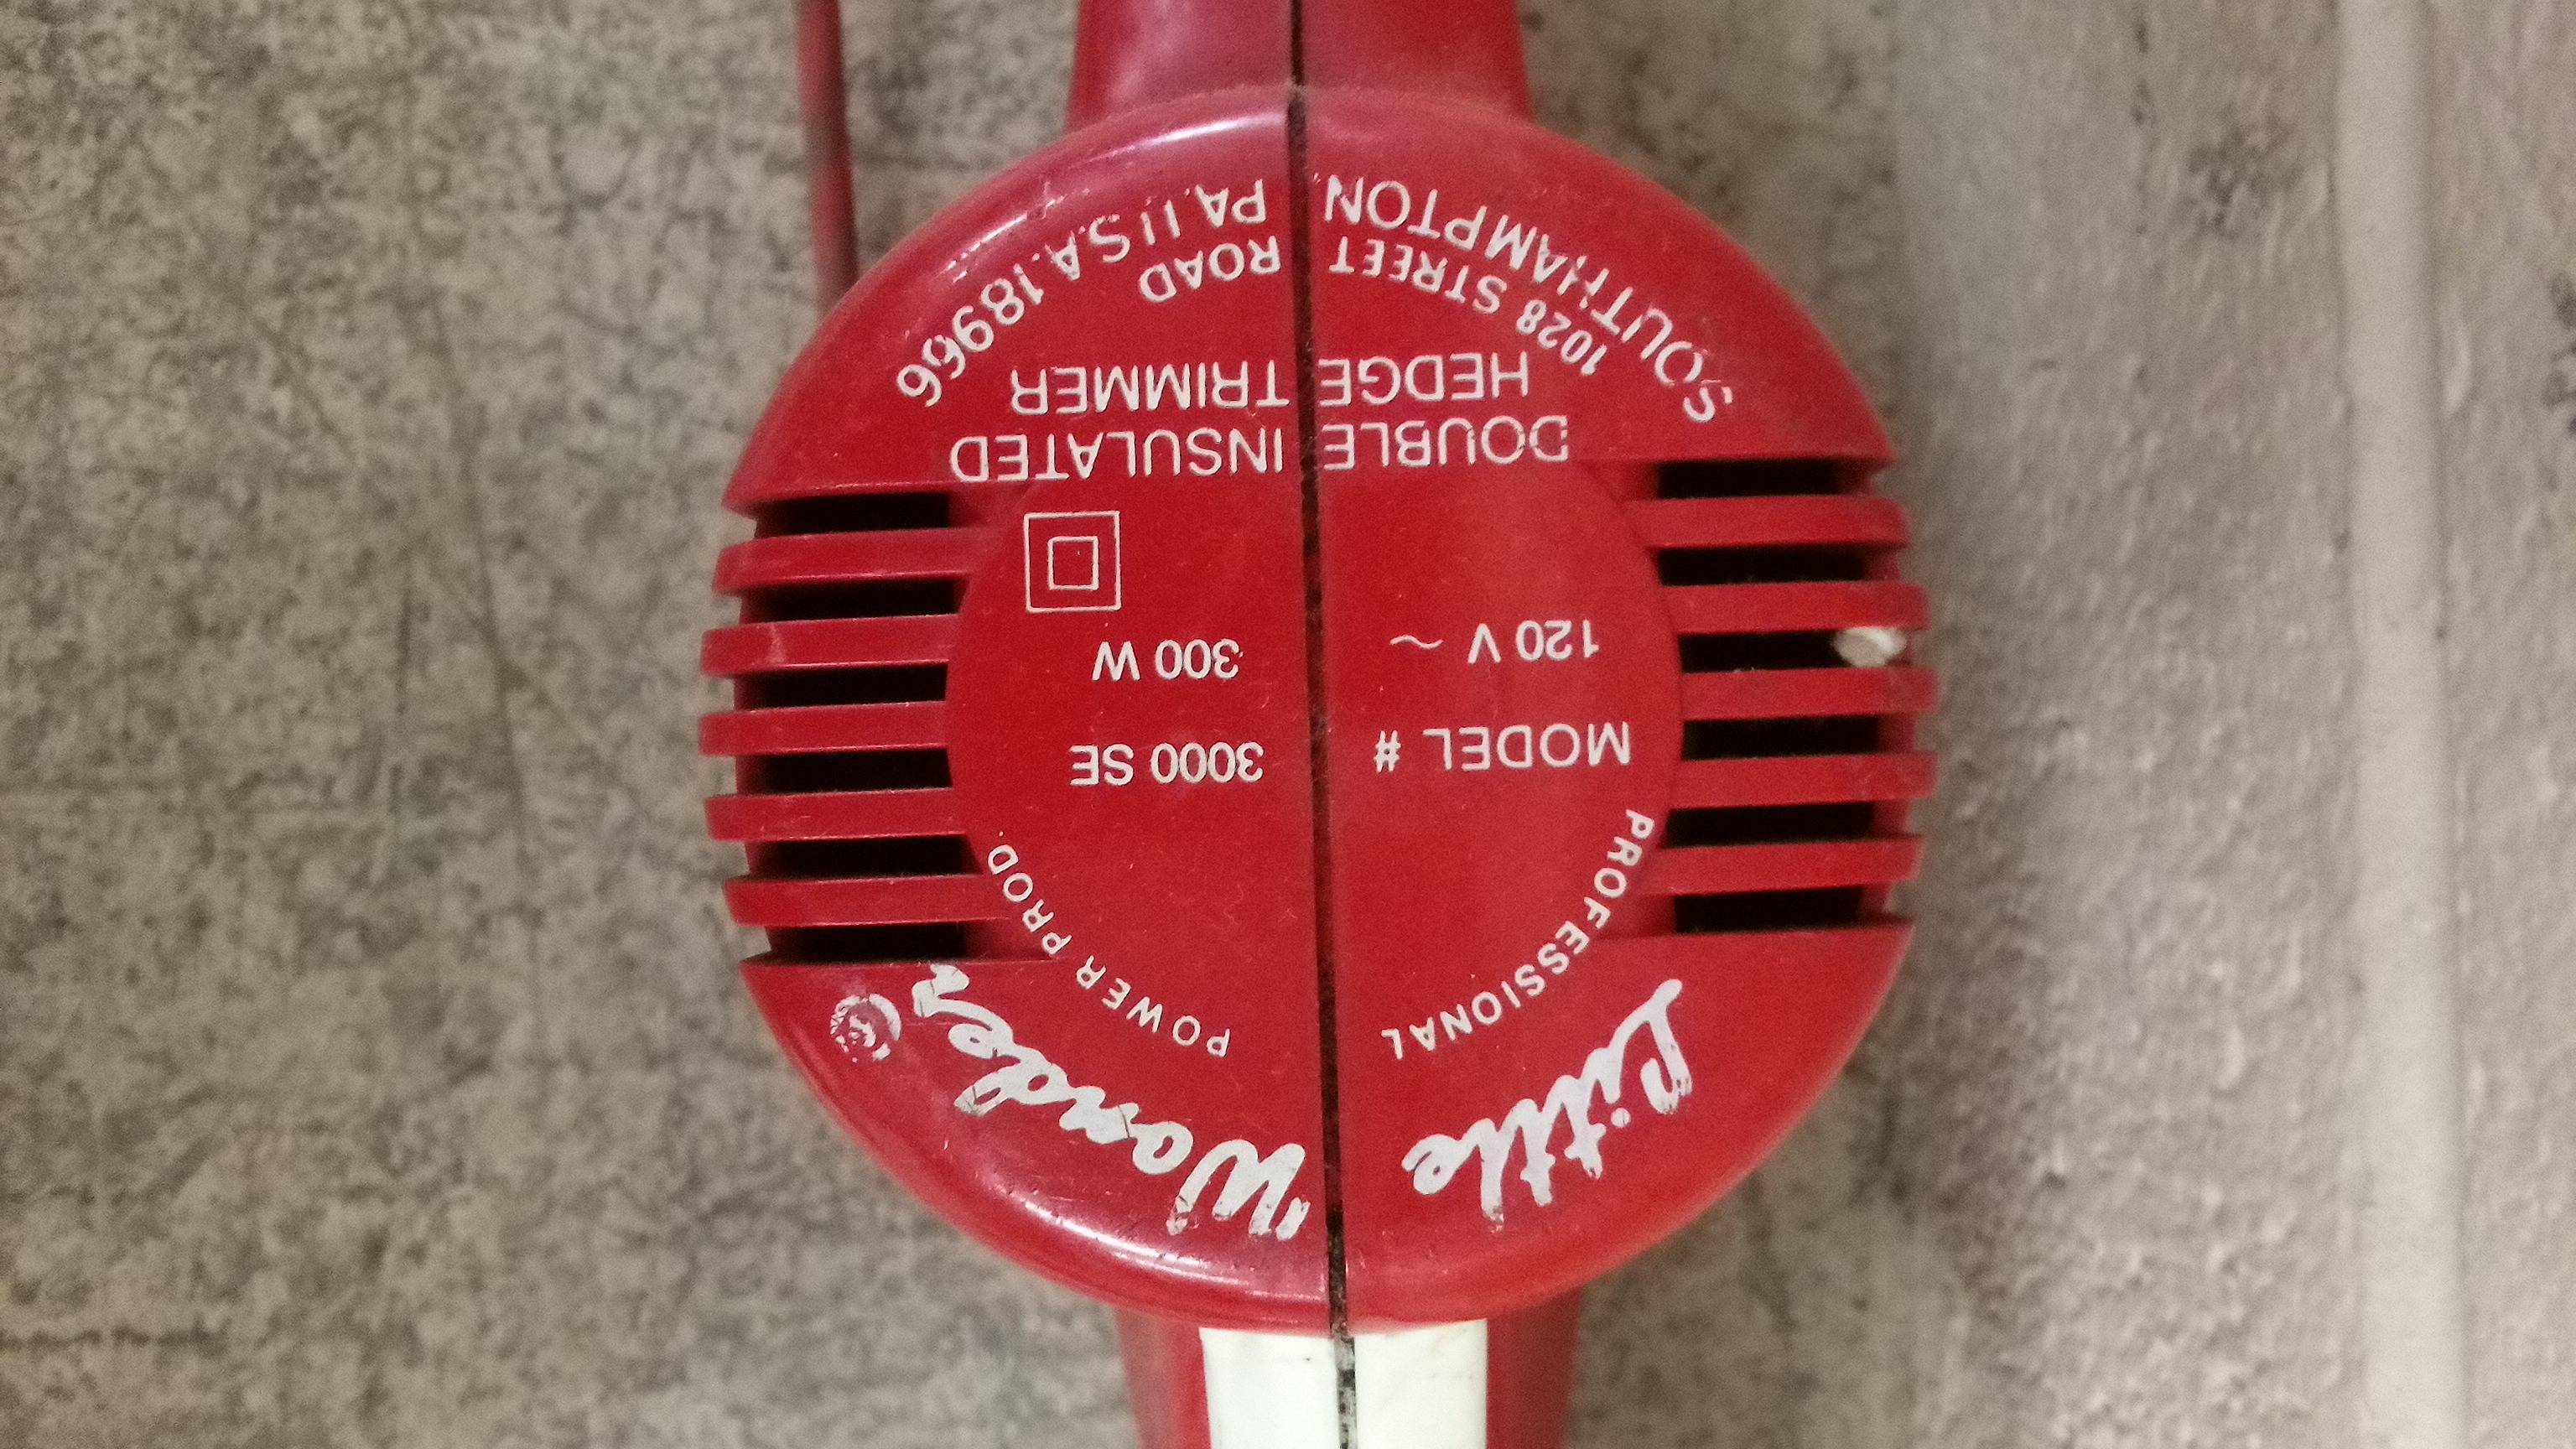 Little Wonder
PROFESSIONAL POWER PROD.
MODEL # 3000 SE
120 V ~ 300 W
DOUBLE INSULATED
HEDGE TRIMMER
1028 STREET ROAD
SOUTHAMPTON PA. U.S.A. 18966